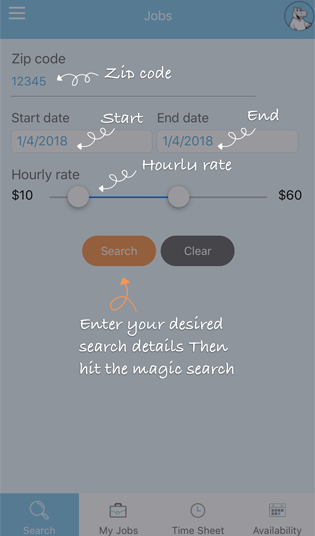 Jobs
Zip code
12345
Zip code
Start date
End date
Start
End
1/4/2018
1/4/2018
Hourly rate
Hourly rate
$10
$60
Search
Clear
Enter your desired
search details Then
hit the magic search
Search
My Jobs
Time Sheet
Availability